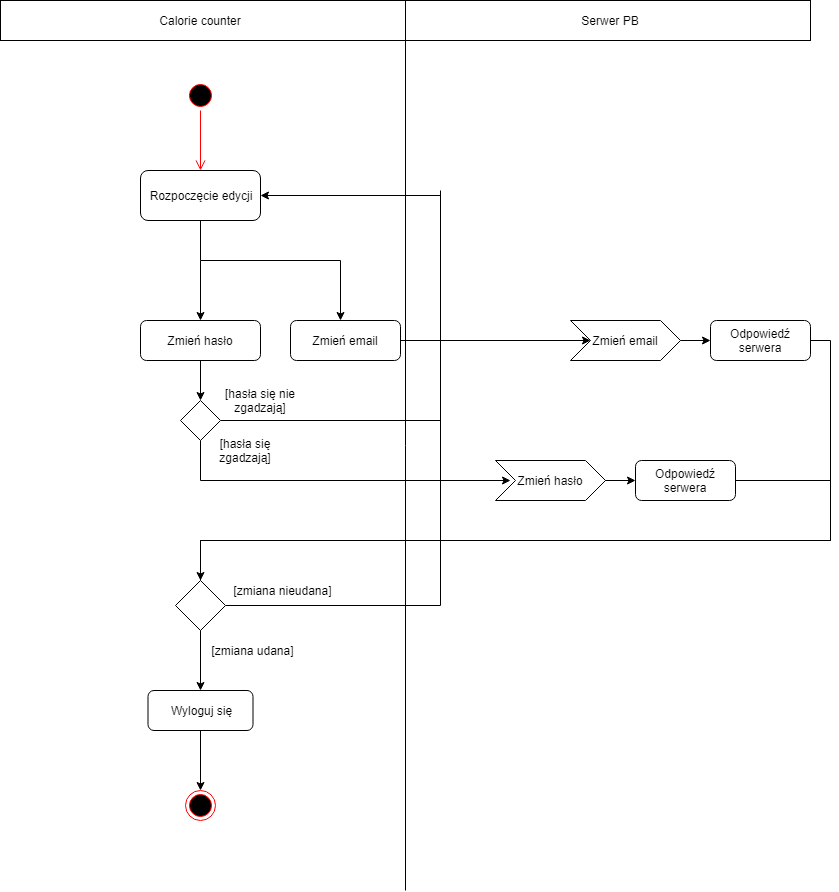 Calorie counter
Serwer PB
Rozpoczęcie edycji
Zmień hasło
Zmień email
Zmień email
Odpowiedź
serwera
[hasła się nie
zgadzają]
[hasła się
zgadzają]
Zmień hasło
Odpowiedź
serwera
[zmiana nieudana]
[zmiana udana]
Wyloguj się